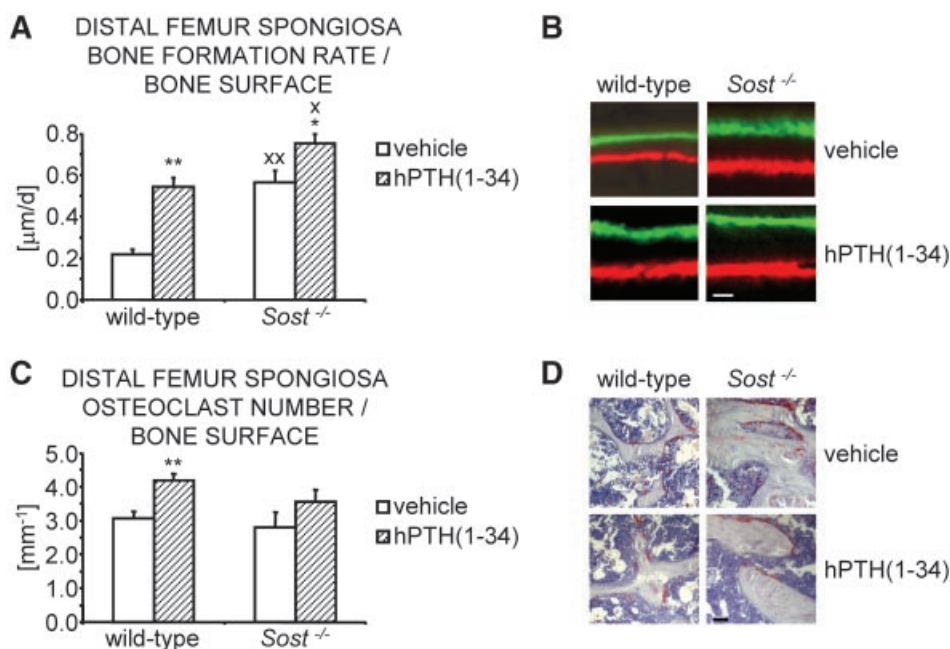 A
DISTAL FEMUR SPONGIOSA
BONE FORMATION RATE /
BONE SURFACE
[µm/d]
0.8
0.6
0.4
0.2
0.0
**
xx
x
*
vehicle
hPTH(1-34)
wild-type
Sost -/-
B
wild-type
Sost -/-
vehicle
hPTH(1-34)
C
DISTAL FEMUR SPONGIOSA
OSTEOCLAST NUMBER /
BONE SURFACE
[mm-1]
5.0
4.0
3.0
2.0
1.0
0.0
**
vehicle
hPTH(1-34)
wild-type
Sost -/-
D
wild-type
Sost -/-
vehicle
hPTH(1-34)